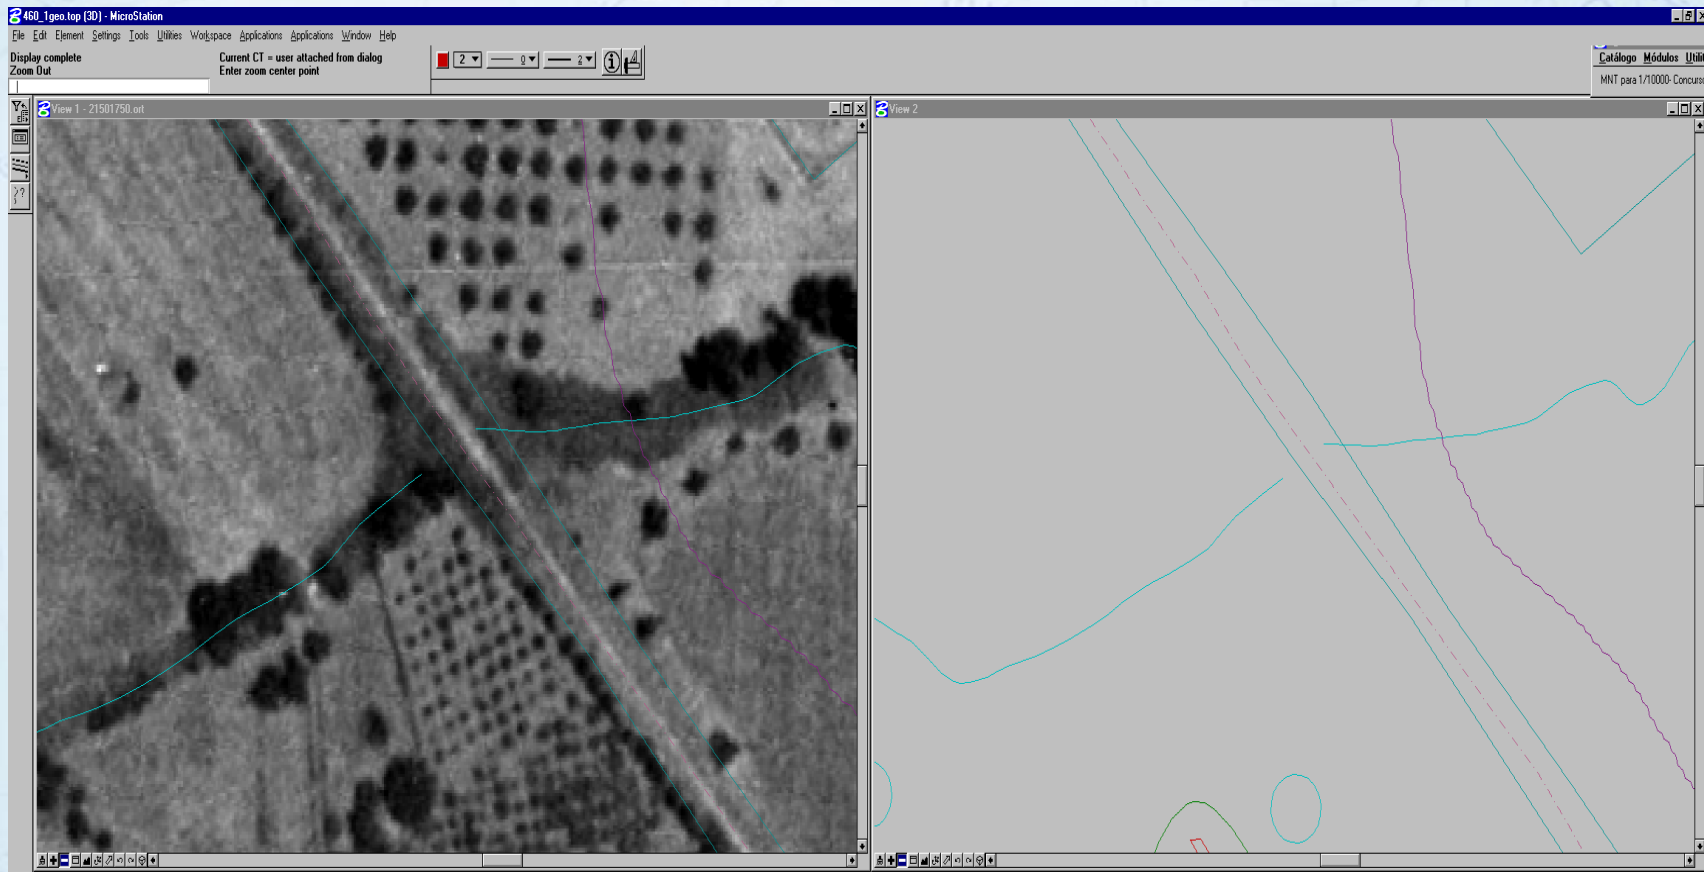 460_1geo.top (3D) - MicroStation
File Edit Element Settings Tools Utilities Workspace Applications Applications Window Help
Display complete
Zoom Out
Current CT = user attached from dialog
Enter zoom center point
2
0
2
Catálogo Módulos Utili
MNT para 1/10000- Concurso
View 1 - 21501750.ort
View 2